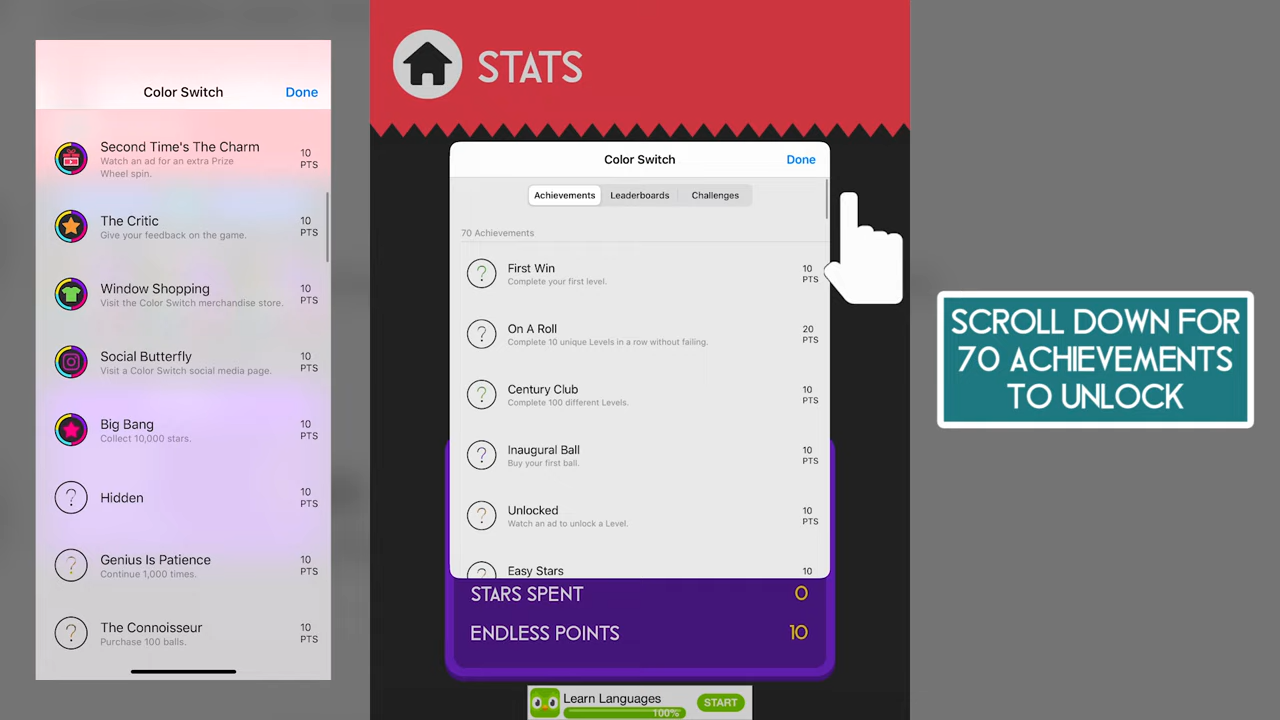 Color Switch
Done
Second Time's The Charm
Watch an ad for an extra Prize
Wheel spin.
10
PTS
The Critic
Give your feedback on the game.
10
PTS
Window Shopping
Visit the Color Switch merchandise store.
10
PTS
Social Butterfly
Visit a Color Switch social media page.
10
PTS
Big Bang
Collect 10,000 stars.
10
PTS
?
Hidden
10
PTS
?
Genius Is Patience
Continue 1,000 times.
10
PTS
?
The Connoisseur
Purchase 100 balls.
10
PTS
STATS
Color Switch
Done
Achievements
Leaderboards
Challenges
70 Achievements
?
First Win
Complete your first level.
10
PTS
?
On A Roll
Complete 10 unique Levels in a row without failing.
20
PTS
?
Century Club
Complete 100 different Levels.
10
PTS
?
Inaugural Ball
Buy your first ball.
10
PTS
?
Unlocked
Watch an ad to unlock a Level.
10
PTS
?
Easy Stars
10
STARS SPENT
0
ENDLESS POINTS
10
Learn Languages
100%
START
SCROLL DOWN FOR
70 ACHIEVEMENTS
TO UNLOCK